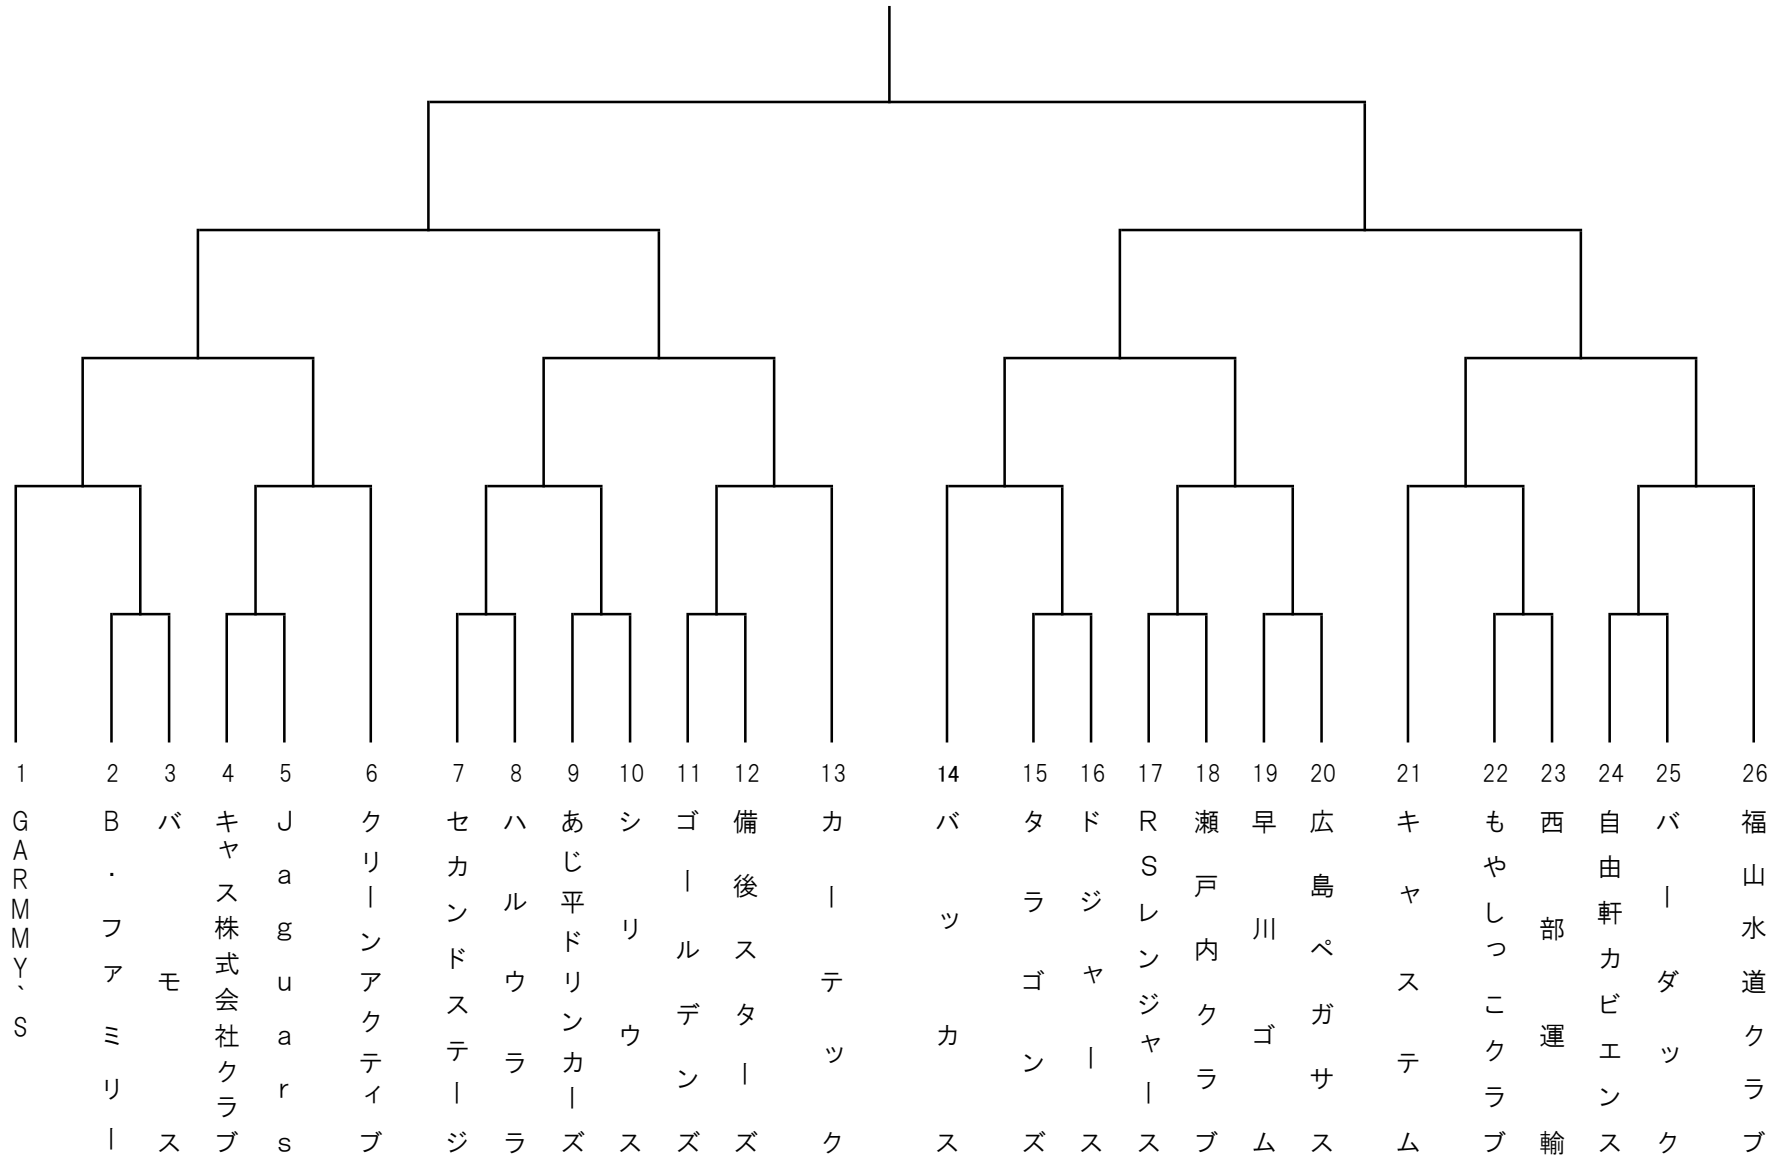 1 2 3 4 5 6 7 8 9 10 11 12 13 14 15 16 17 18 19 20 21 22 23 24 25 26
GARMMY`S
B．ファミリー
バモス
キャス株式会社クラブ
Jaguars
クリーンアクティブ
セカンドステージ
ハルウララ
あじ平ドリンカーズ
シリウス
ゴールデンズ
備後スターズ
カーテック
バッカス
タラゴンズ
ドジャース
RSレンジャース
瀬戸内クラブ
早川ゴム
広島ペガサス
キャステム
もやしっこクラブ
西部運輸
自由軒カビエンス
バーダック
福山水道クラブ